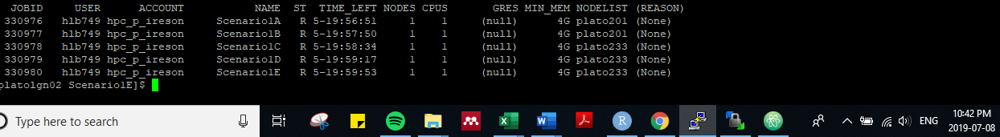 JOBID USER ACCOUNT NAME ST TIME_LEFT NODES CPUS GRES MIN_MEM NODELIST (REASON)
330976 hlb749 hpc_p_ireson Scenario1A R 5-19:56:51 1 1 (null) 4G plato201 (None)
330977 hlb749 hpc_p_ireson Scenario1B R 5-19:57:50 1 1 (null) 4G plato201 (None)
330978 hlb749 hpc_p_ireson Scenario1C R 5-19:58:34 1 1 (null) 4G plato233 (None)
330979 hlb749 hpc_p_ireson Scenario1D R 5-19:59:17 1 1 (null) 4G plato233 (None)
330980 hlb749 hpc_p_ireson Scenario1E R 5-19:59:53 1 1 (null) 4G plato233 (None)
platolgn02 Scenario1E]$
Type here to search
ENG
10:42 PM
2019-07-08